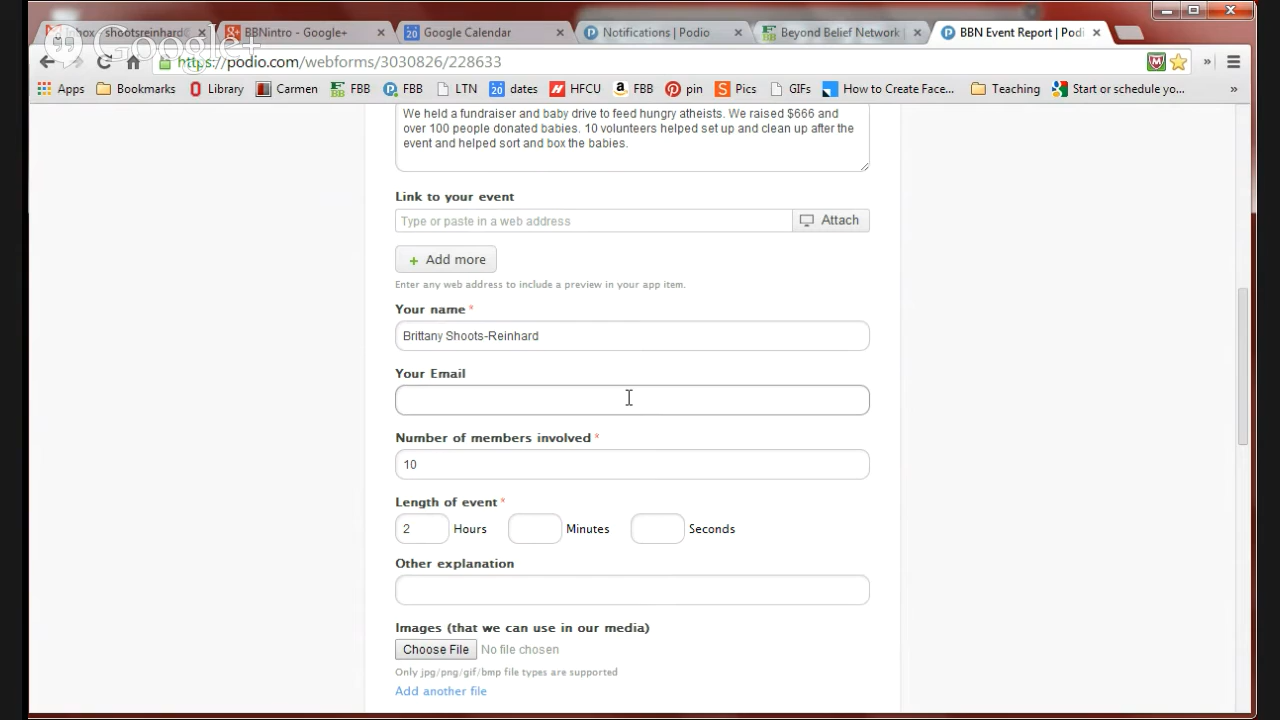 Inbox - shootsreinhard@
BBNintro - Google+
Google Calendar
Notifications | Podio
Beyond Belief Network |
BBN Event Report | Podi
Google+
https://podio.com/webforms/3030826/228633
Apps
Bookmarks
Library
Carmen
FBB
FBB
LTN
20 dates
HFCU
FBB
pin
Pics
GIFs
How to Create Face...
Teaching
Start or schedule yo...
»
We held a fundraiser and baby drive to feed hungry atheists. We raised $666 and
over 100 people donated babies. 10 volunteers helped set up and clean up after the
event and helped sort and box the babies.
Link to your event
Type or paste in a web address
Attach
+ Add more
Enter any web address to include a preview in your app item.
Your name *
Brittany Shoots-Reinhard
Your Email
Number of members involved *
10
Length of event *
2 Hours Minutes Seconds
Other explanation
Images (that we can use in our media)
Choose File No file chosen
Only jpg/png/gif/bmp file types are supported
Add another file